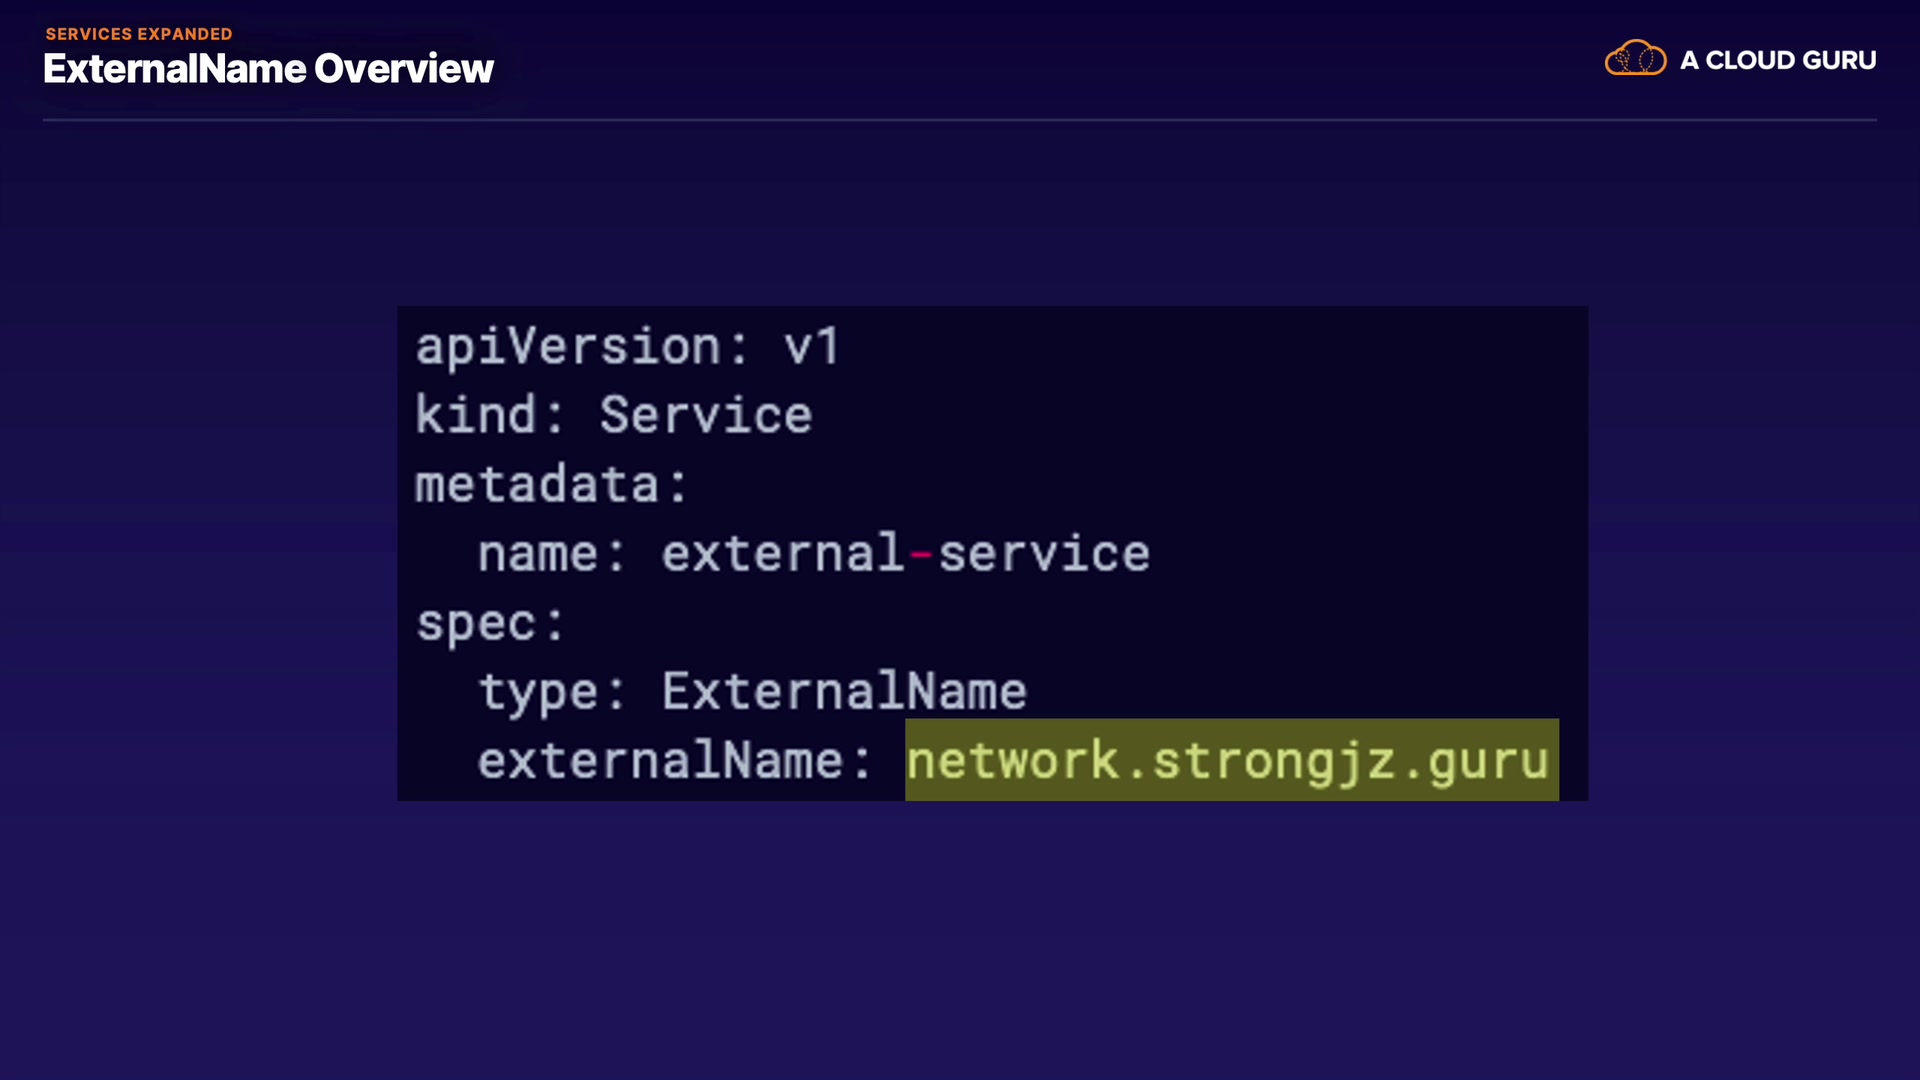 SERVICES EXPANDED
ExternalName Overview
A CLOUD GURU
apiVersion: v1
kind: Service
metadata:
  name: external-service
spec:
  type: ExternalName
  externalName: network.strongjz.guru